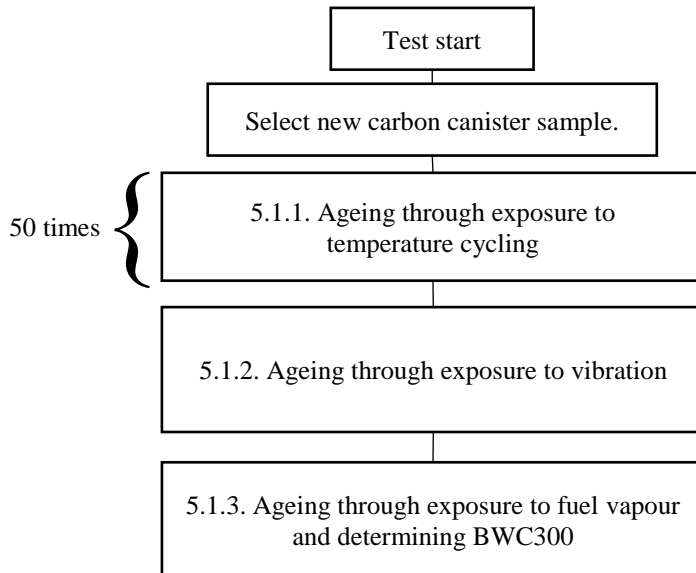 Test start
Select new carbon canister sample.
50 times
5.1.1. Ageing through exposure to
temperature cycling
5.1.2. Ageing through exposure to vibration
5.1.3. Ageing through exposure to fuel vapour
and determining BWC300